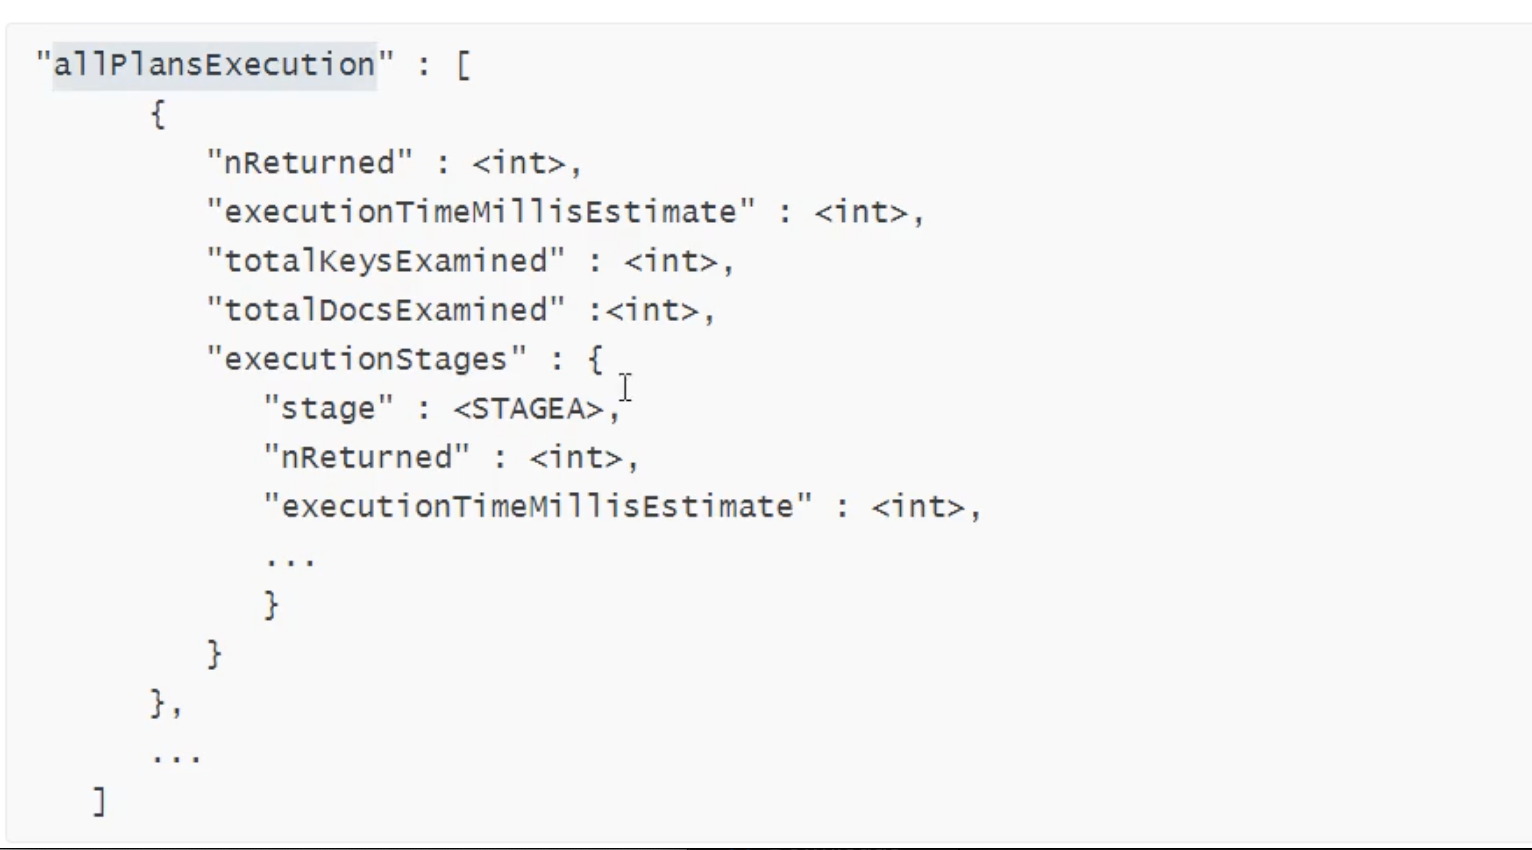 "allPlansExecution" : [
{
"nReturned" : <int>,
"executionTimeMillisEstimate" : <int>,
"totalKeysExamined" : <int>,
"totalDocsExamined" :<int>,
"executionStages" : {
"stage" : <STAGEA>,
"nReturned" : <int>,
"executionTimeMillisEstimate" : <int>,
...
}
}
},
...
]